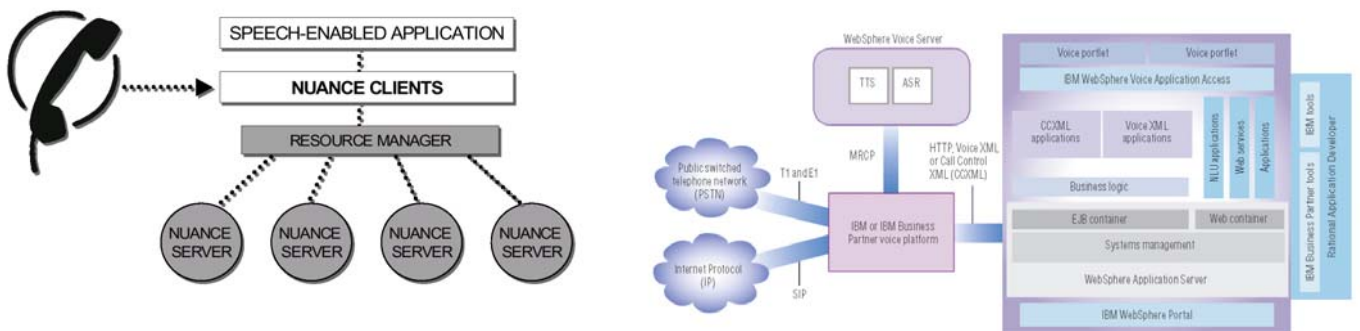 SPEECH-ENABLED APPLICATION
NUANCE CLIENTS
RESOURCE MANAGER
NUANCE
SERVER
NUANCE
SERVER
NUANCE
SERVER
NUANCE
SERVER
WebSphere Voice Server
TTS
ASR
MRCP
Public switched
telephone network
(PSTN)
T1 and E1
Internet Protocol
(IP)
SIP
IBM or IBM Business
Partner voice platform
HTTP, Voice XML
or Call Control
XML (CCXML)
Voice portlet
Voice portlet
IBM WebSphere Voice Application Access
CCXML
applications
Voice XML
applications
NLU applications
Web services
Applications
Business logic
EJB container
Web container
Systems management
WebSphere Application Server
IBM WebSphere Portal
IBM tools
IBM Business Partner tools
Rational Application Developer